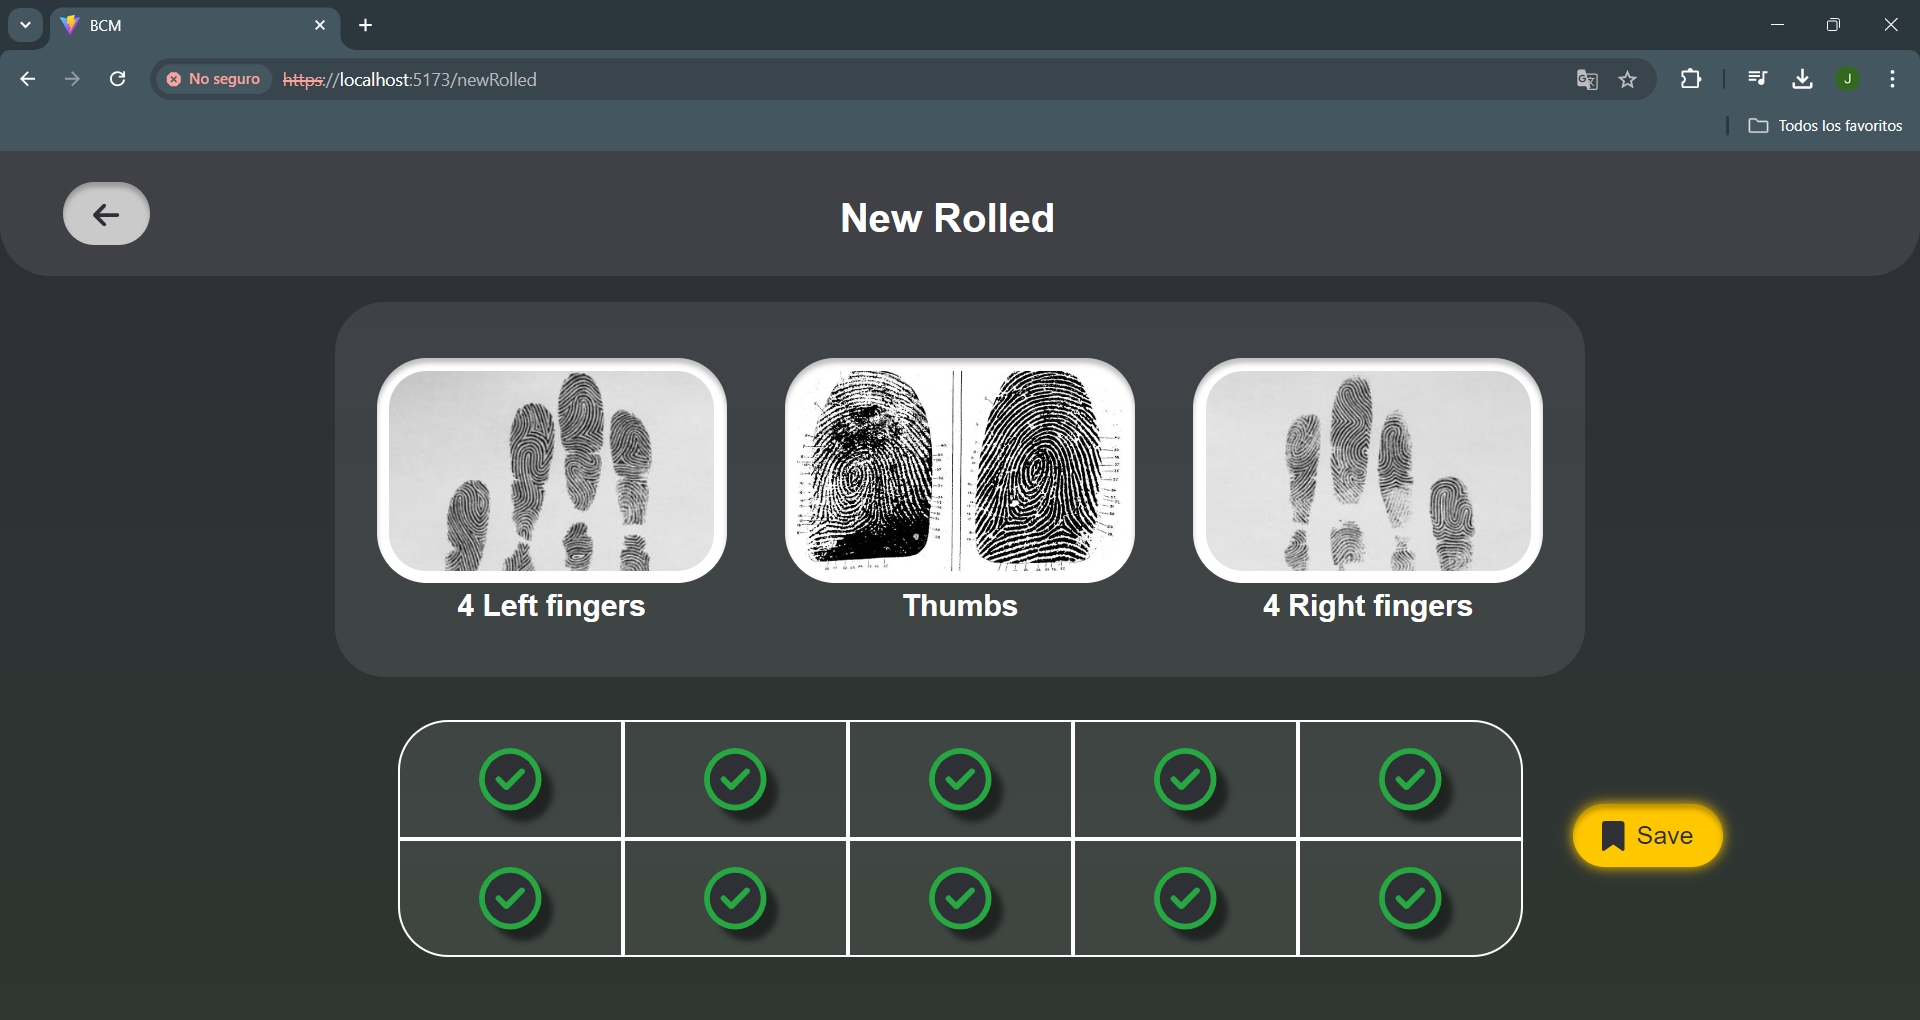 BCM
No seguro
https://localhost:5173/newRolled
J
Todos los favoritos
New Rolled
4 Left fingers
Thumbs
4 Right fingers
Save